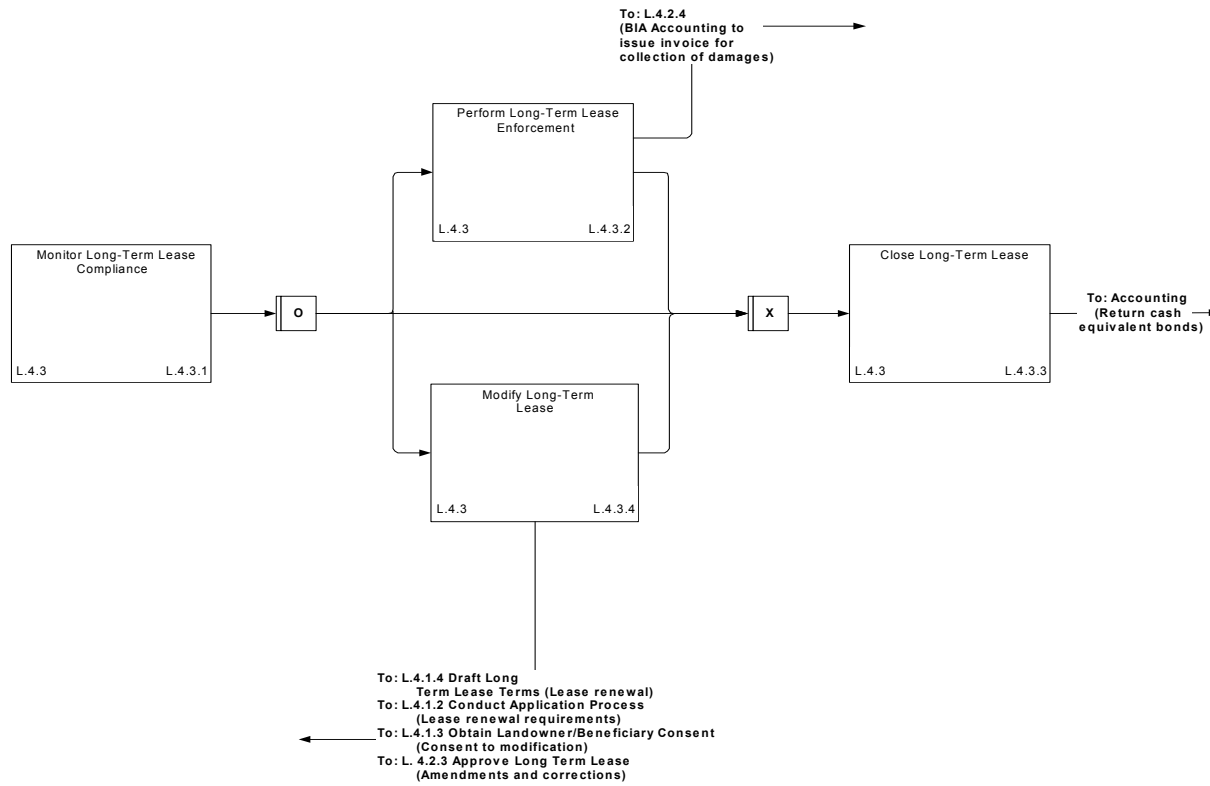 To: L.4.2.4
(BIA Accounting to
issue invoice for
collection of damages)
Perform Long-Term Lease
Enforcement
L.4.3 L.4.3.2
Monitor Long-Term Lease
Compliance
L.4.3 L.4.3.1
O
X
Close Long-Term Lease
L.4.3 L.4.3.3
To: Accounting
(Return cash
equivalent bonds)
Modify Long-Term
Lease
L.4.3 L.4.3.4
To: L.4.1.4 Draft Long
Term Lease Terms (Lease renewal)
To: L.4.1.2 Conduct Application Process
(Lease renewal requirements)
To: L.4.1.3 Obtain Landowner/Beneficiary Consent
(Consent to modification)
To: L. 4.2.3 Approve Long Term Lease
(Amendments and corrections)